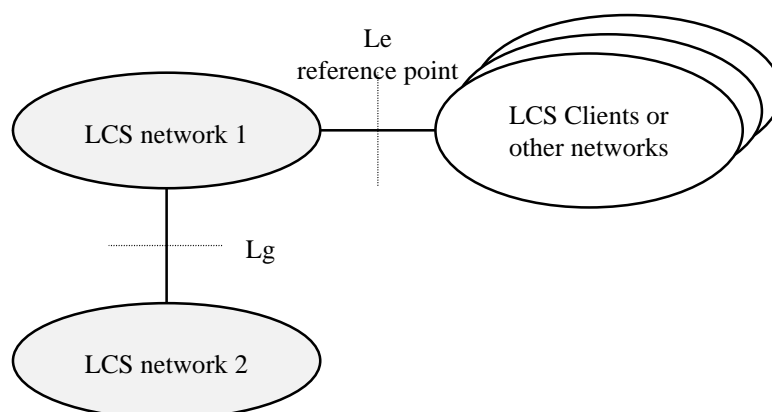 Le
reference point
LCS network 1
LCS Clients or
other networks
Lg
LCS network 2